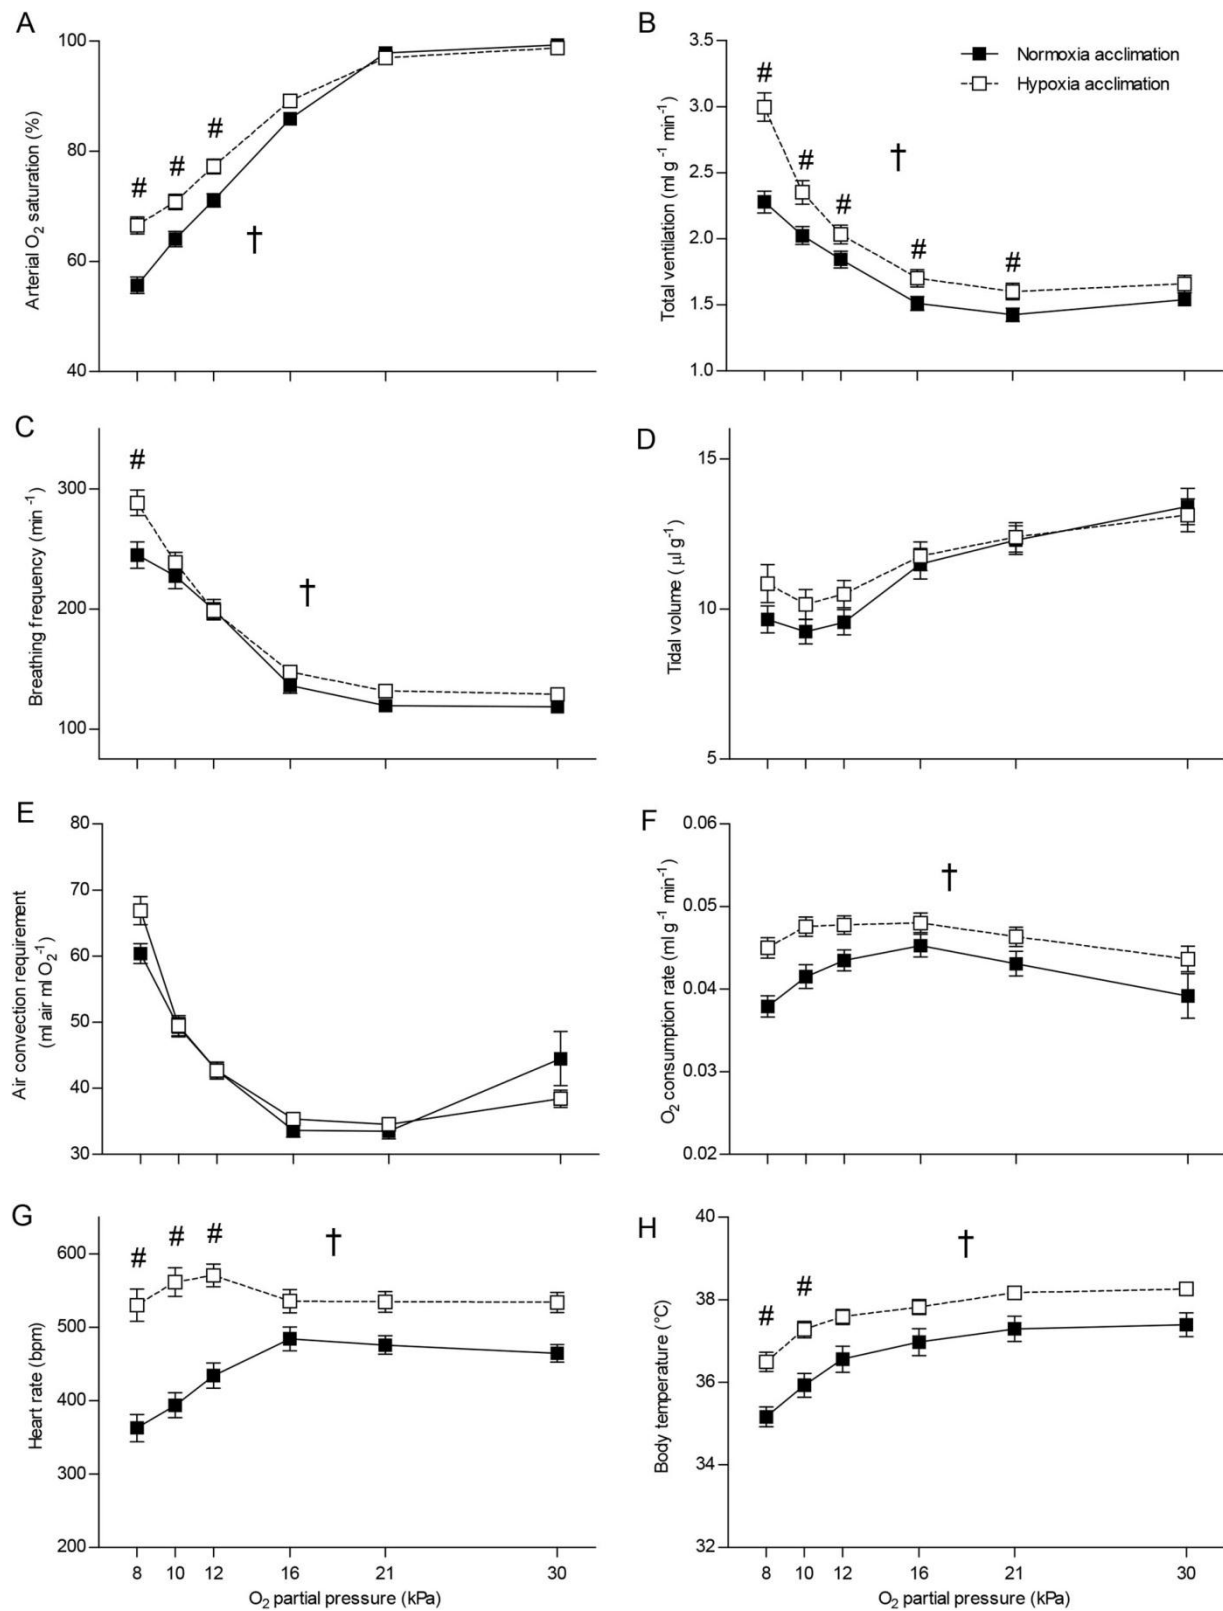 A
100
80
60
40
Arterial O₂ saturation (%)
#
#
#
†
B
3.5
3.0
2.5
2.0
1.5
1.0
Total ventilation (ml g⁻¹ min⁻¹)
#
#
#
#
#
†
Normoxia acclimation
Hypoxia acclimation
C
300
200
100
Breathing frequency (min⁻¹)
#
†
D
15
10
5
Tidal volume (µl g⁻¹)
E
80
70
60
50
40
30
Air convection requirement
(ml air ml O₂⁻¹)
F
0.06
0.05
0.04
0.03
0.02
O₂ consumption rate (ml g⁻¹ min⁻¹)
†
G
600
500
400
300
200
Heart rate (bpm)
#
#
#
†
8 10 12 16 21 30
O₂ partial pressure (kPa)
H
40
38
36
34
32
Body temperature (°C)
#
#
†
8 10 12 16 21 30
O₂ partial pressure (kPa)